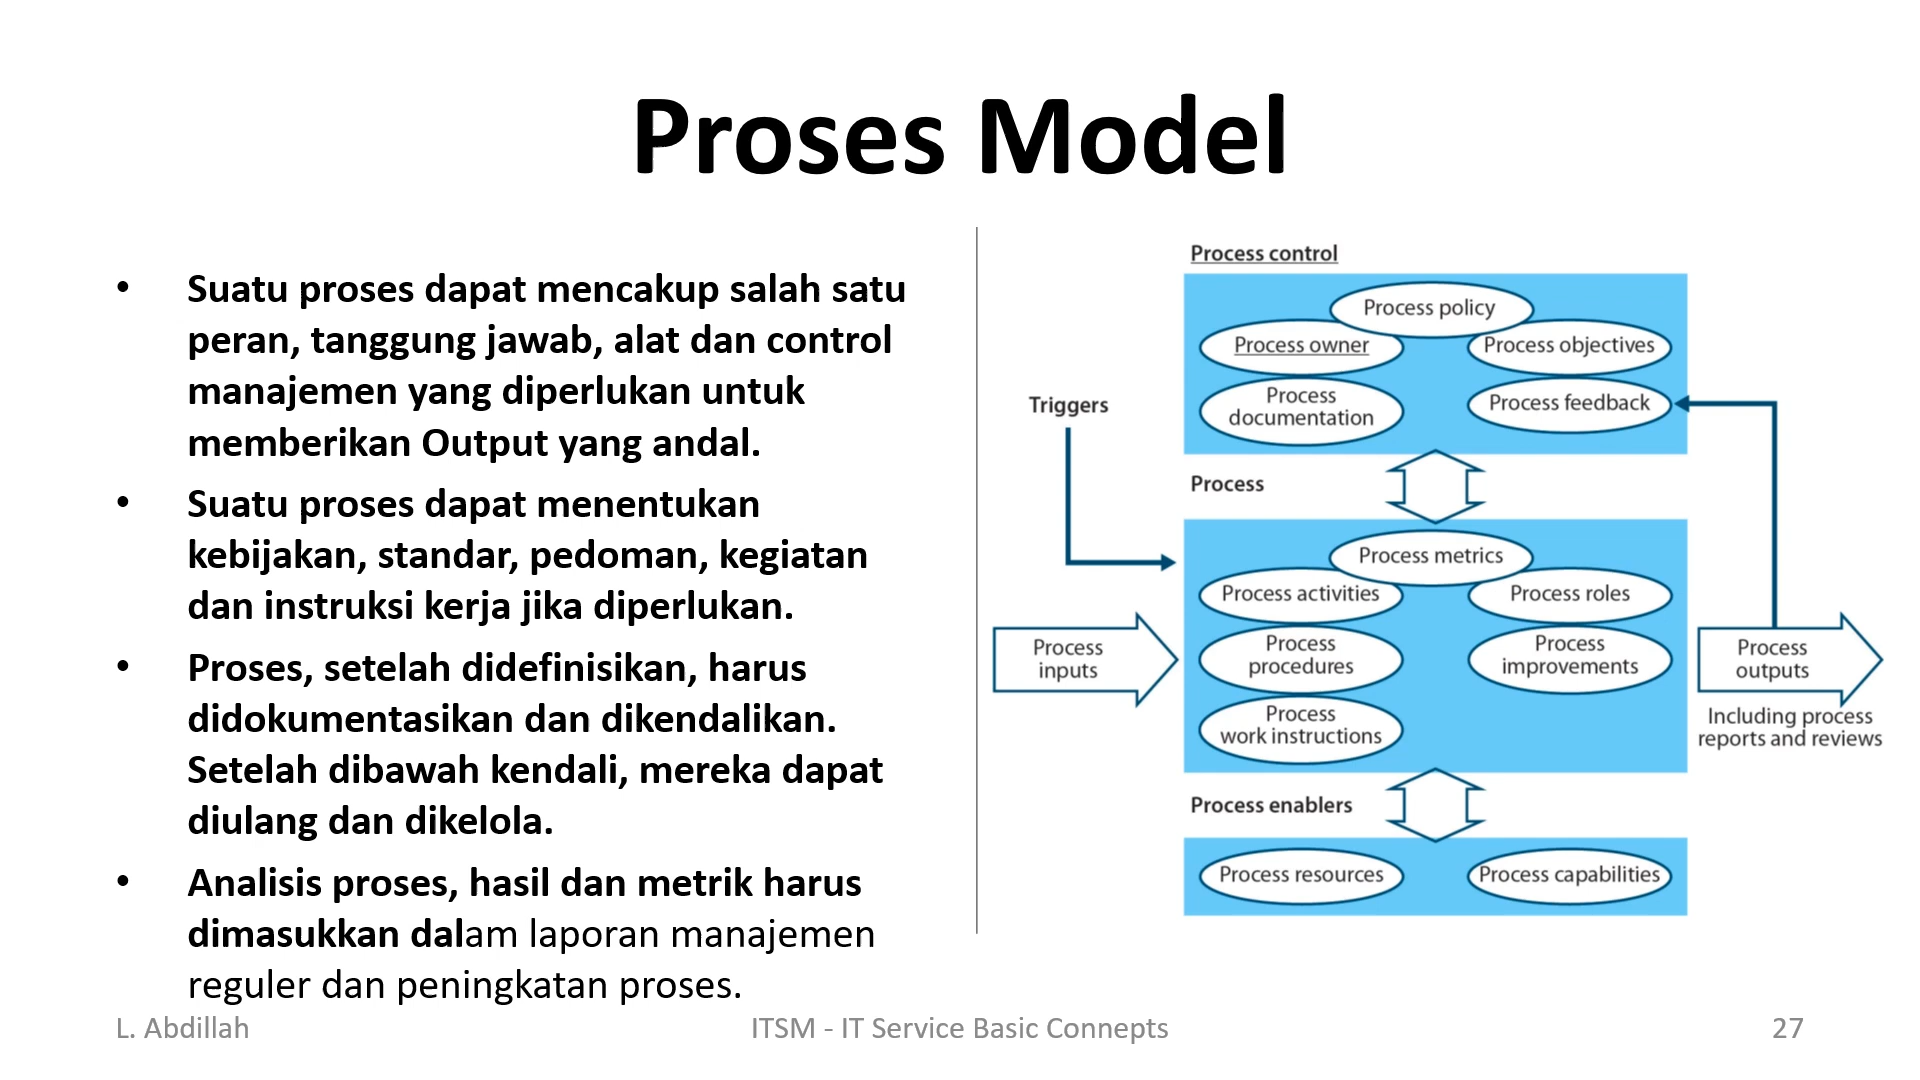 Proses Model
• Suatu proses dapat mencakup salah satu
peran, tanggung jawab, alat dan control
manajemen yang diperlukan untuk
memberikan Output yang andal.
• Suatu proses dapat menentukan
kebijakan, standar, pedoman, kegiatan
dan instruksi kerja jika diperlukan.
• Proses, setelah didefinisikan, harus
didokumentasikan dan dikendalikan.
Setelah dibawah kendali, mereka dapat
diulang dan dikelola.
• Analisis proses, hasil dan metrik harus
dimasukkan dalam laporan manajemen
reguler dan peningkatan proses.
Process control
Process policy
Process owner
Process objectives
Process
documentation
Process feedback
Triggers
Process
Process metrics
Process activities
Process roles
Process
procedures
Process
improvements
Process
work instructions
Process
inputs
Process
outputs
Including process
reports and reviews
Process enablers
Process resources
Process capabilities
L. Abdillah
ITSM - IT Service Basic Connepts
27